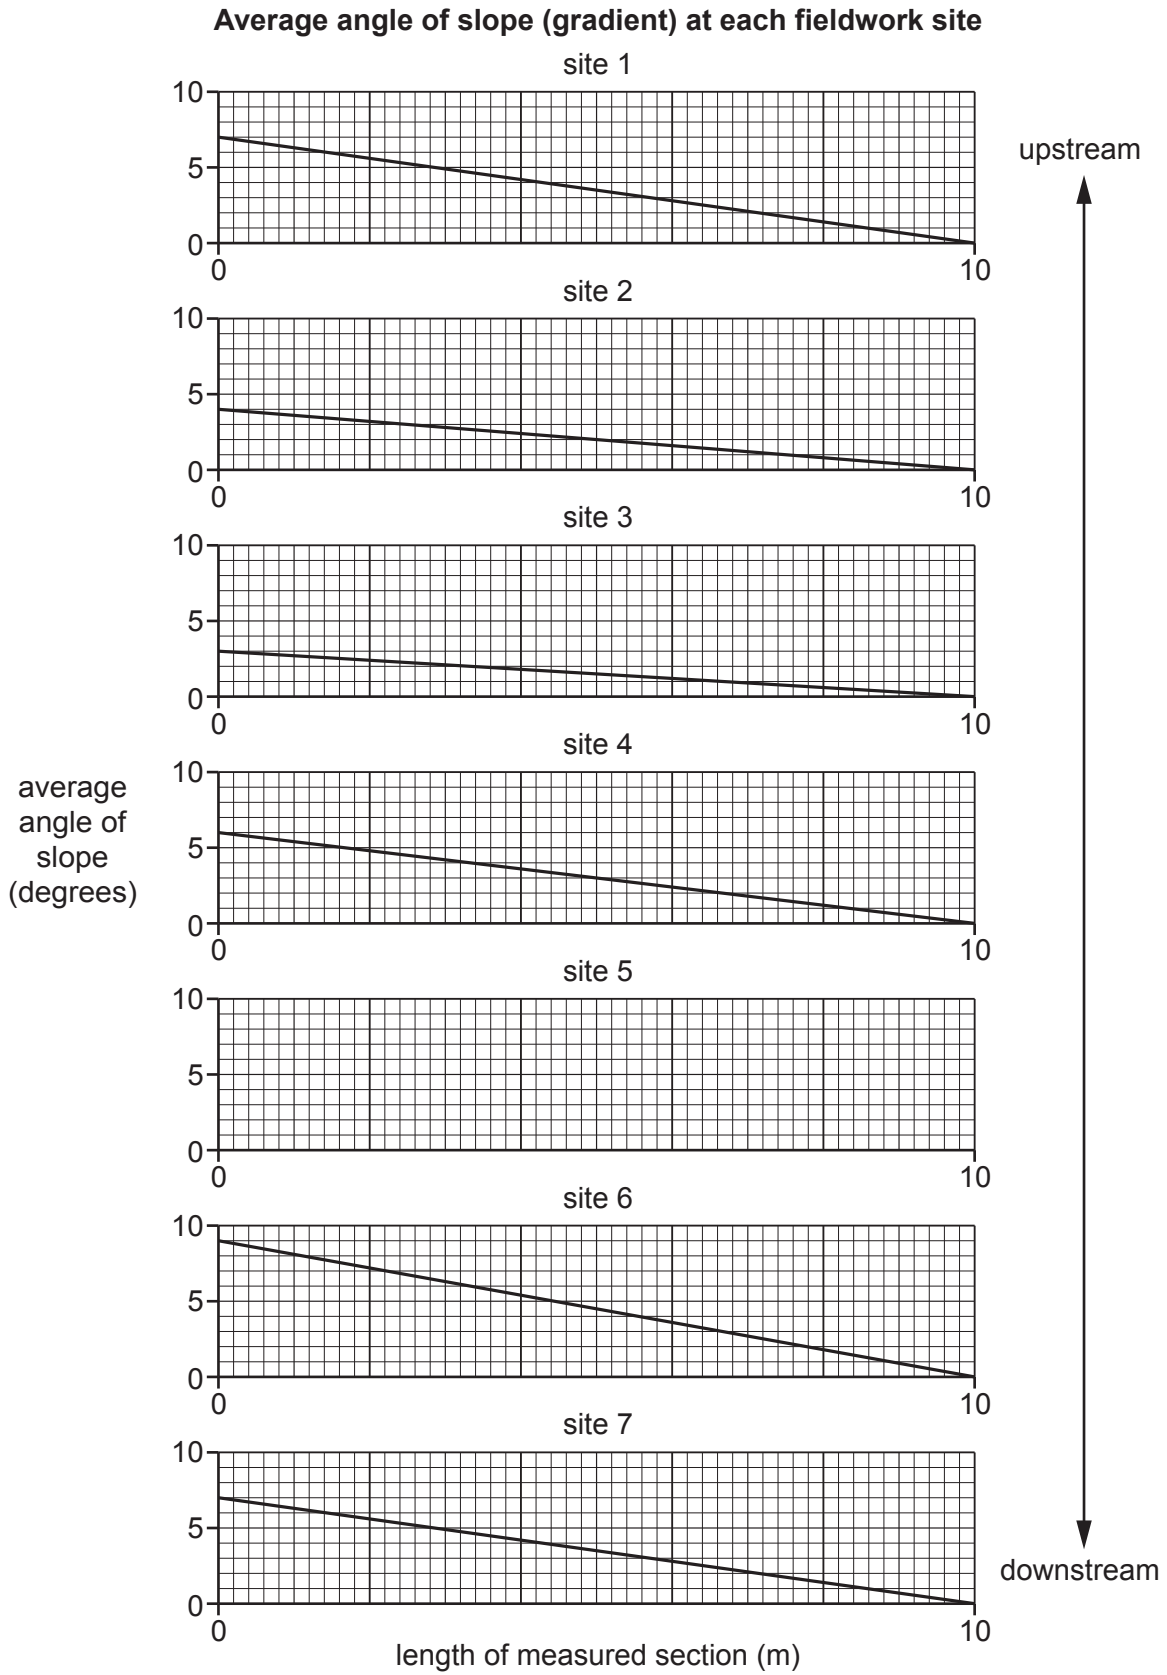 Average angle of slope (gradient) at each fieldwork site
site 1
10
5
0
0 10
upstream
site 2
10
5
0
0 10
site 3
10
5
0
0 10
site 4
10
5
0
0 10
average
angle of
slope
(degrees)
site 5
10
5
0
0 10
site 6
10
5
0
0 10
site 7
10
5
0
0 10
downstream
length of measured section (m)